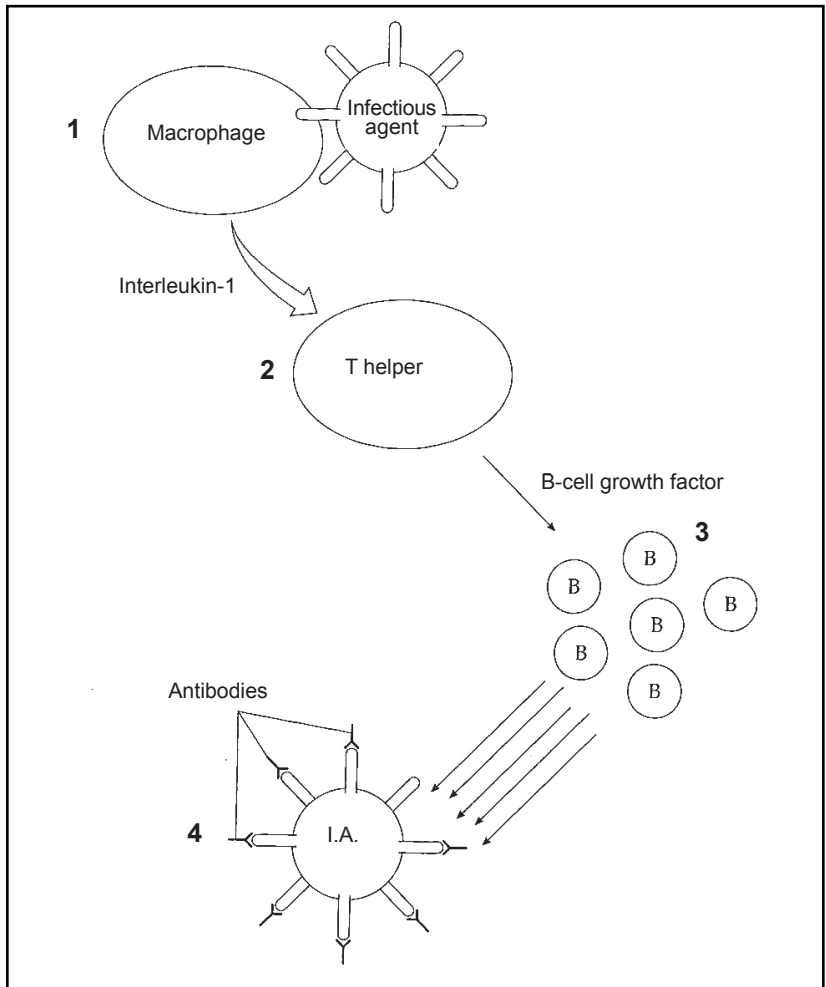 1
Macrophage
Infectious
agent
Interleukin-1
2
T helper
B-cell growth factor
3
B
B
B
B
B
B
Antibodies
4
I.A.